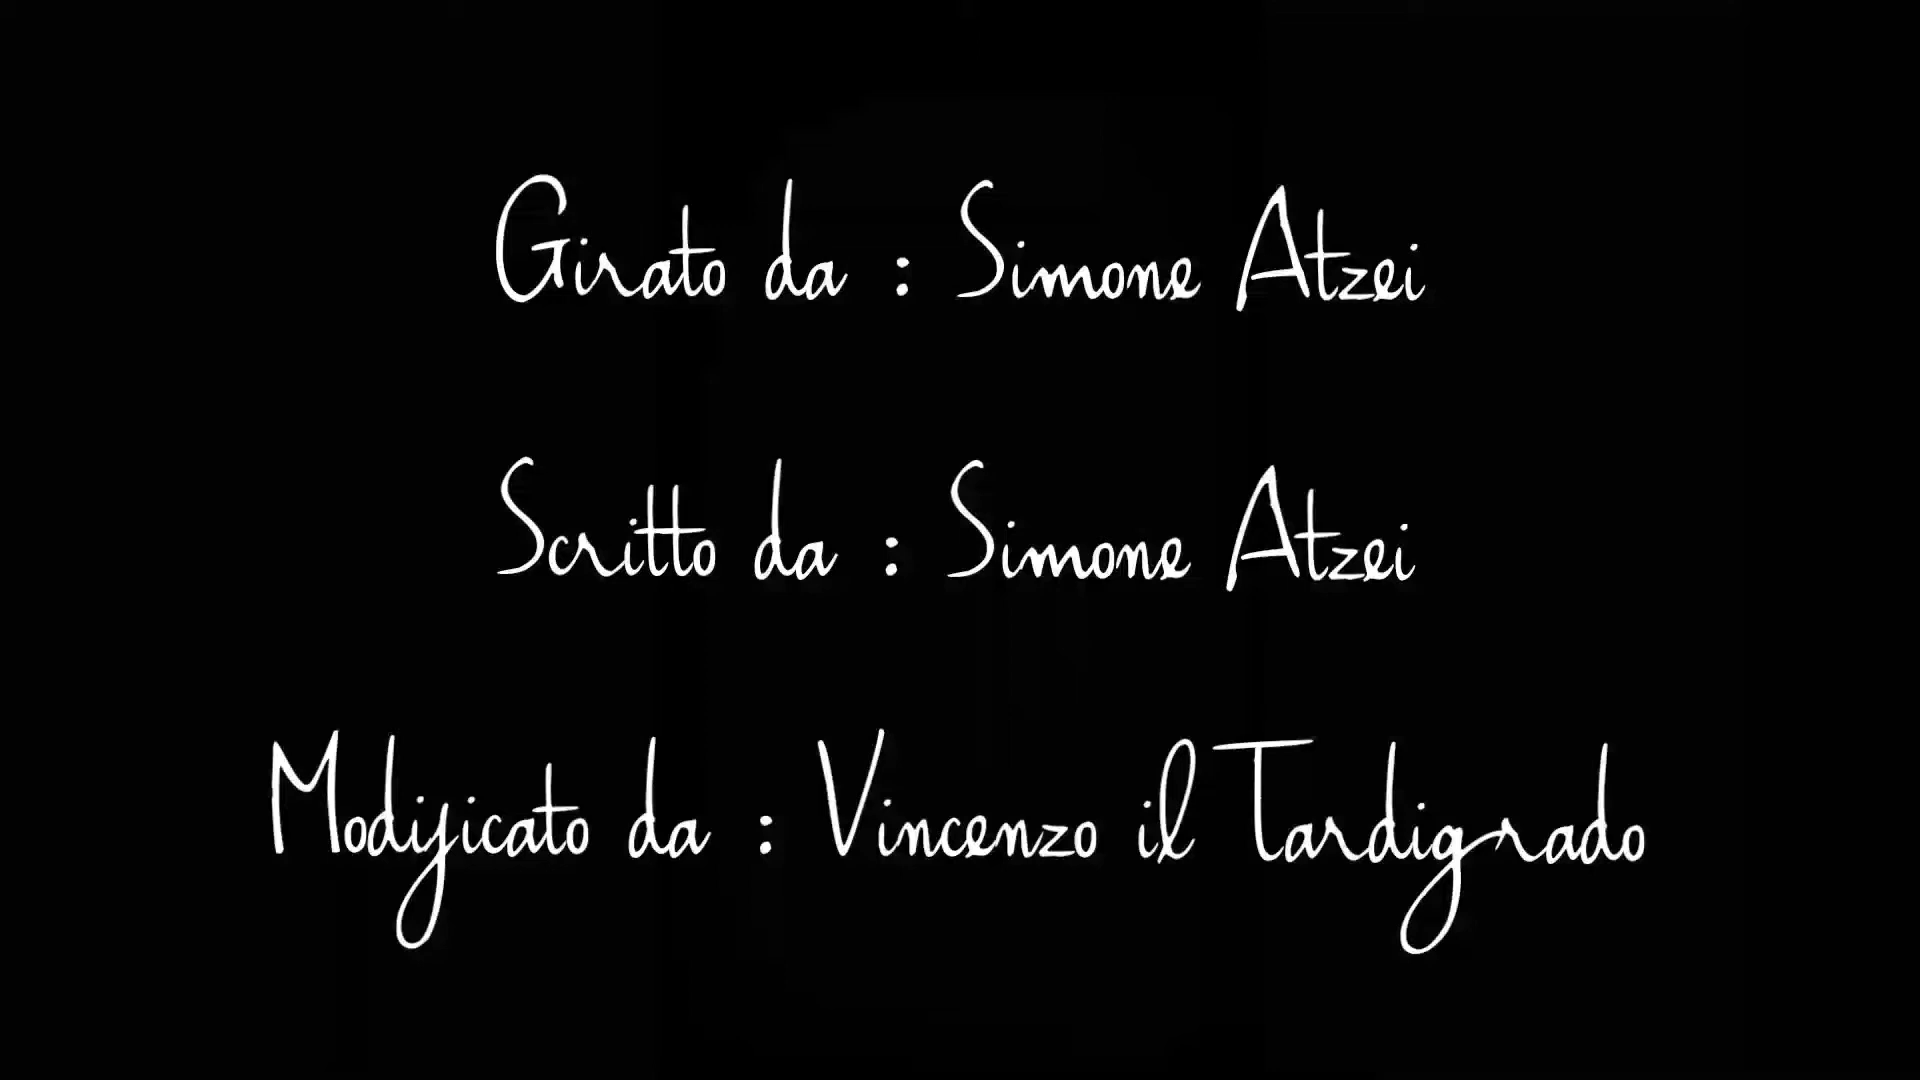 Girato da : Simone Atzei
Scritto da : Simone Atzei
Modificato da : Vincenzo il Tardigrado